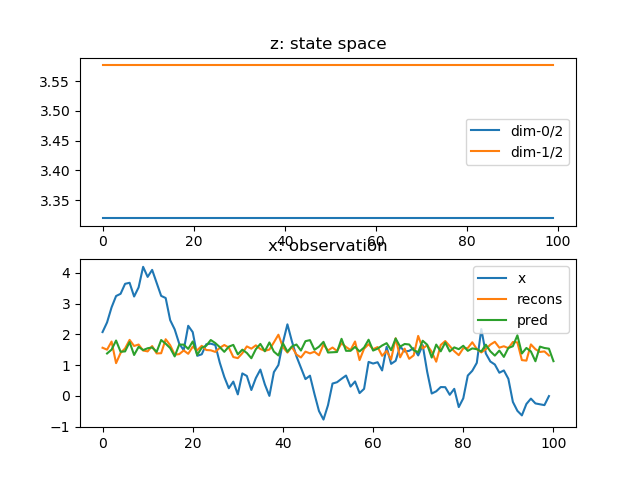 z: state space
3.55
3.50
3.45
3.40
3.35
dim-0/2
dim-1/2
0 20 40 60 80 100
x: observation
4
3
2
1
0
−1
x
recons
pred
0 20 40 60 80 100